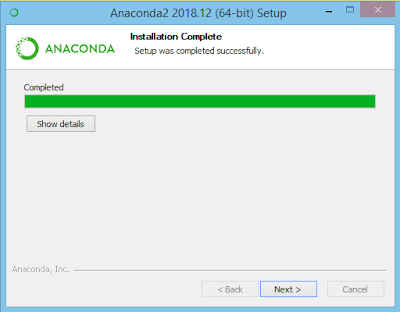 Anaconda2 2018.12 (64-bit) Setup
ANACONDA
Installation Complete
Setup was completed successfully.
Completed
Show details
Anaconda, Inc.
< Back
Next >
Cancel